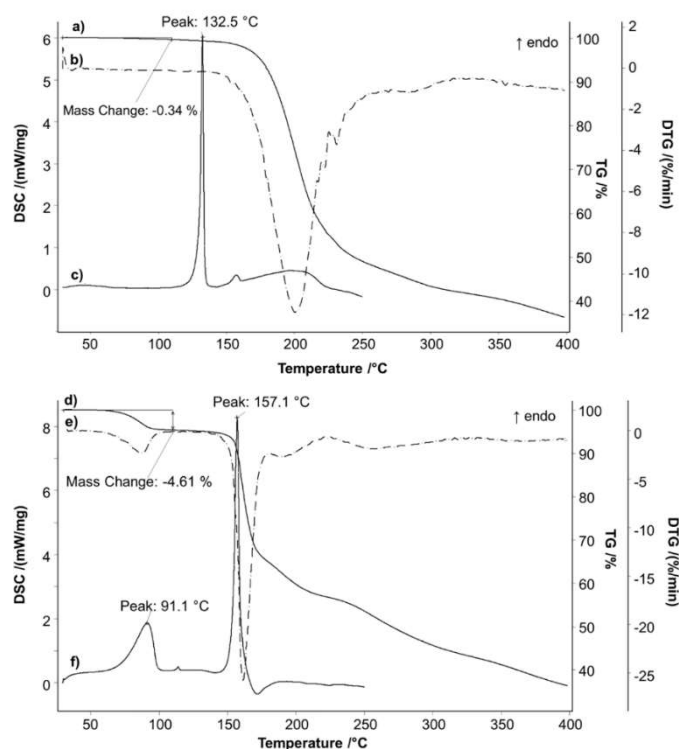 Peak: 132.5 °C
a)
b)
c)
↑ endo
Mass Change: -0.34 %
DSC /(mW/mg)
6
5
4
3
2
1
0
TG /%
100
90
80
70
60
50
40
DTG /(%/min)
2
0
-2
-4
-6
-8
-10
-12
50 100 150 200 250 300 350 400
Temperature /°C
Peak: 157.1 °C
d)
e)
f)
↑ endo
Mass Change: -4.61 %
Peak: 91.1 °C
DSC /(mW/mg)
8
6
4
2
0
TG /%
100
90
80
70
60
50
40
DTG /(%/min)
0
-5
-10
-15
-20
-25
50 100 150 200 250 300 350 400
Temperature /°C